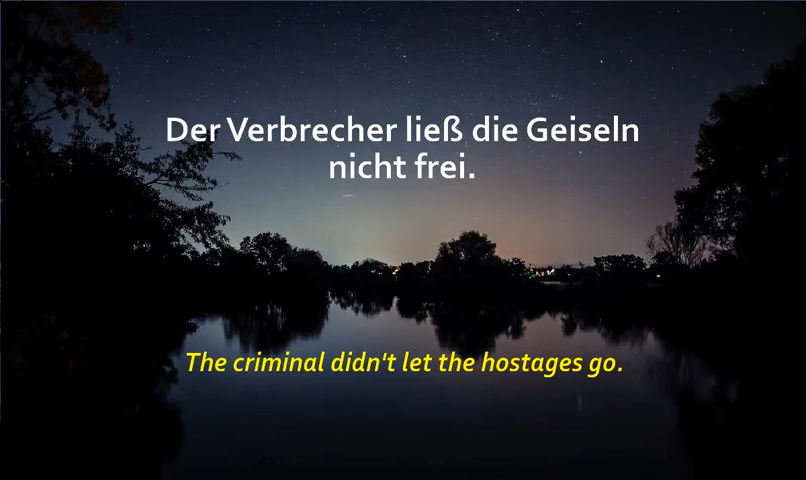 Der Verbrecher ließ die Geiseln
nicht frei.
The criminal didn't let the hostages go.